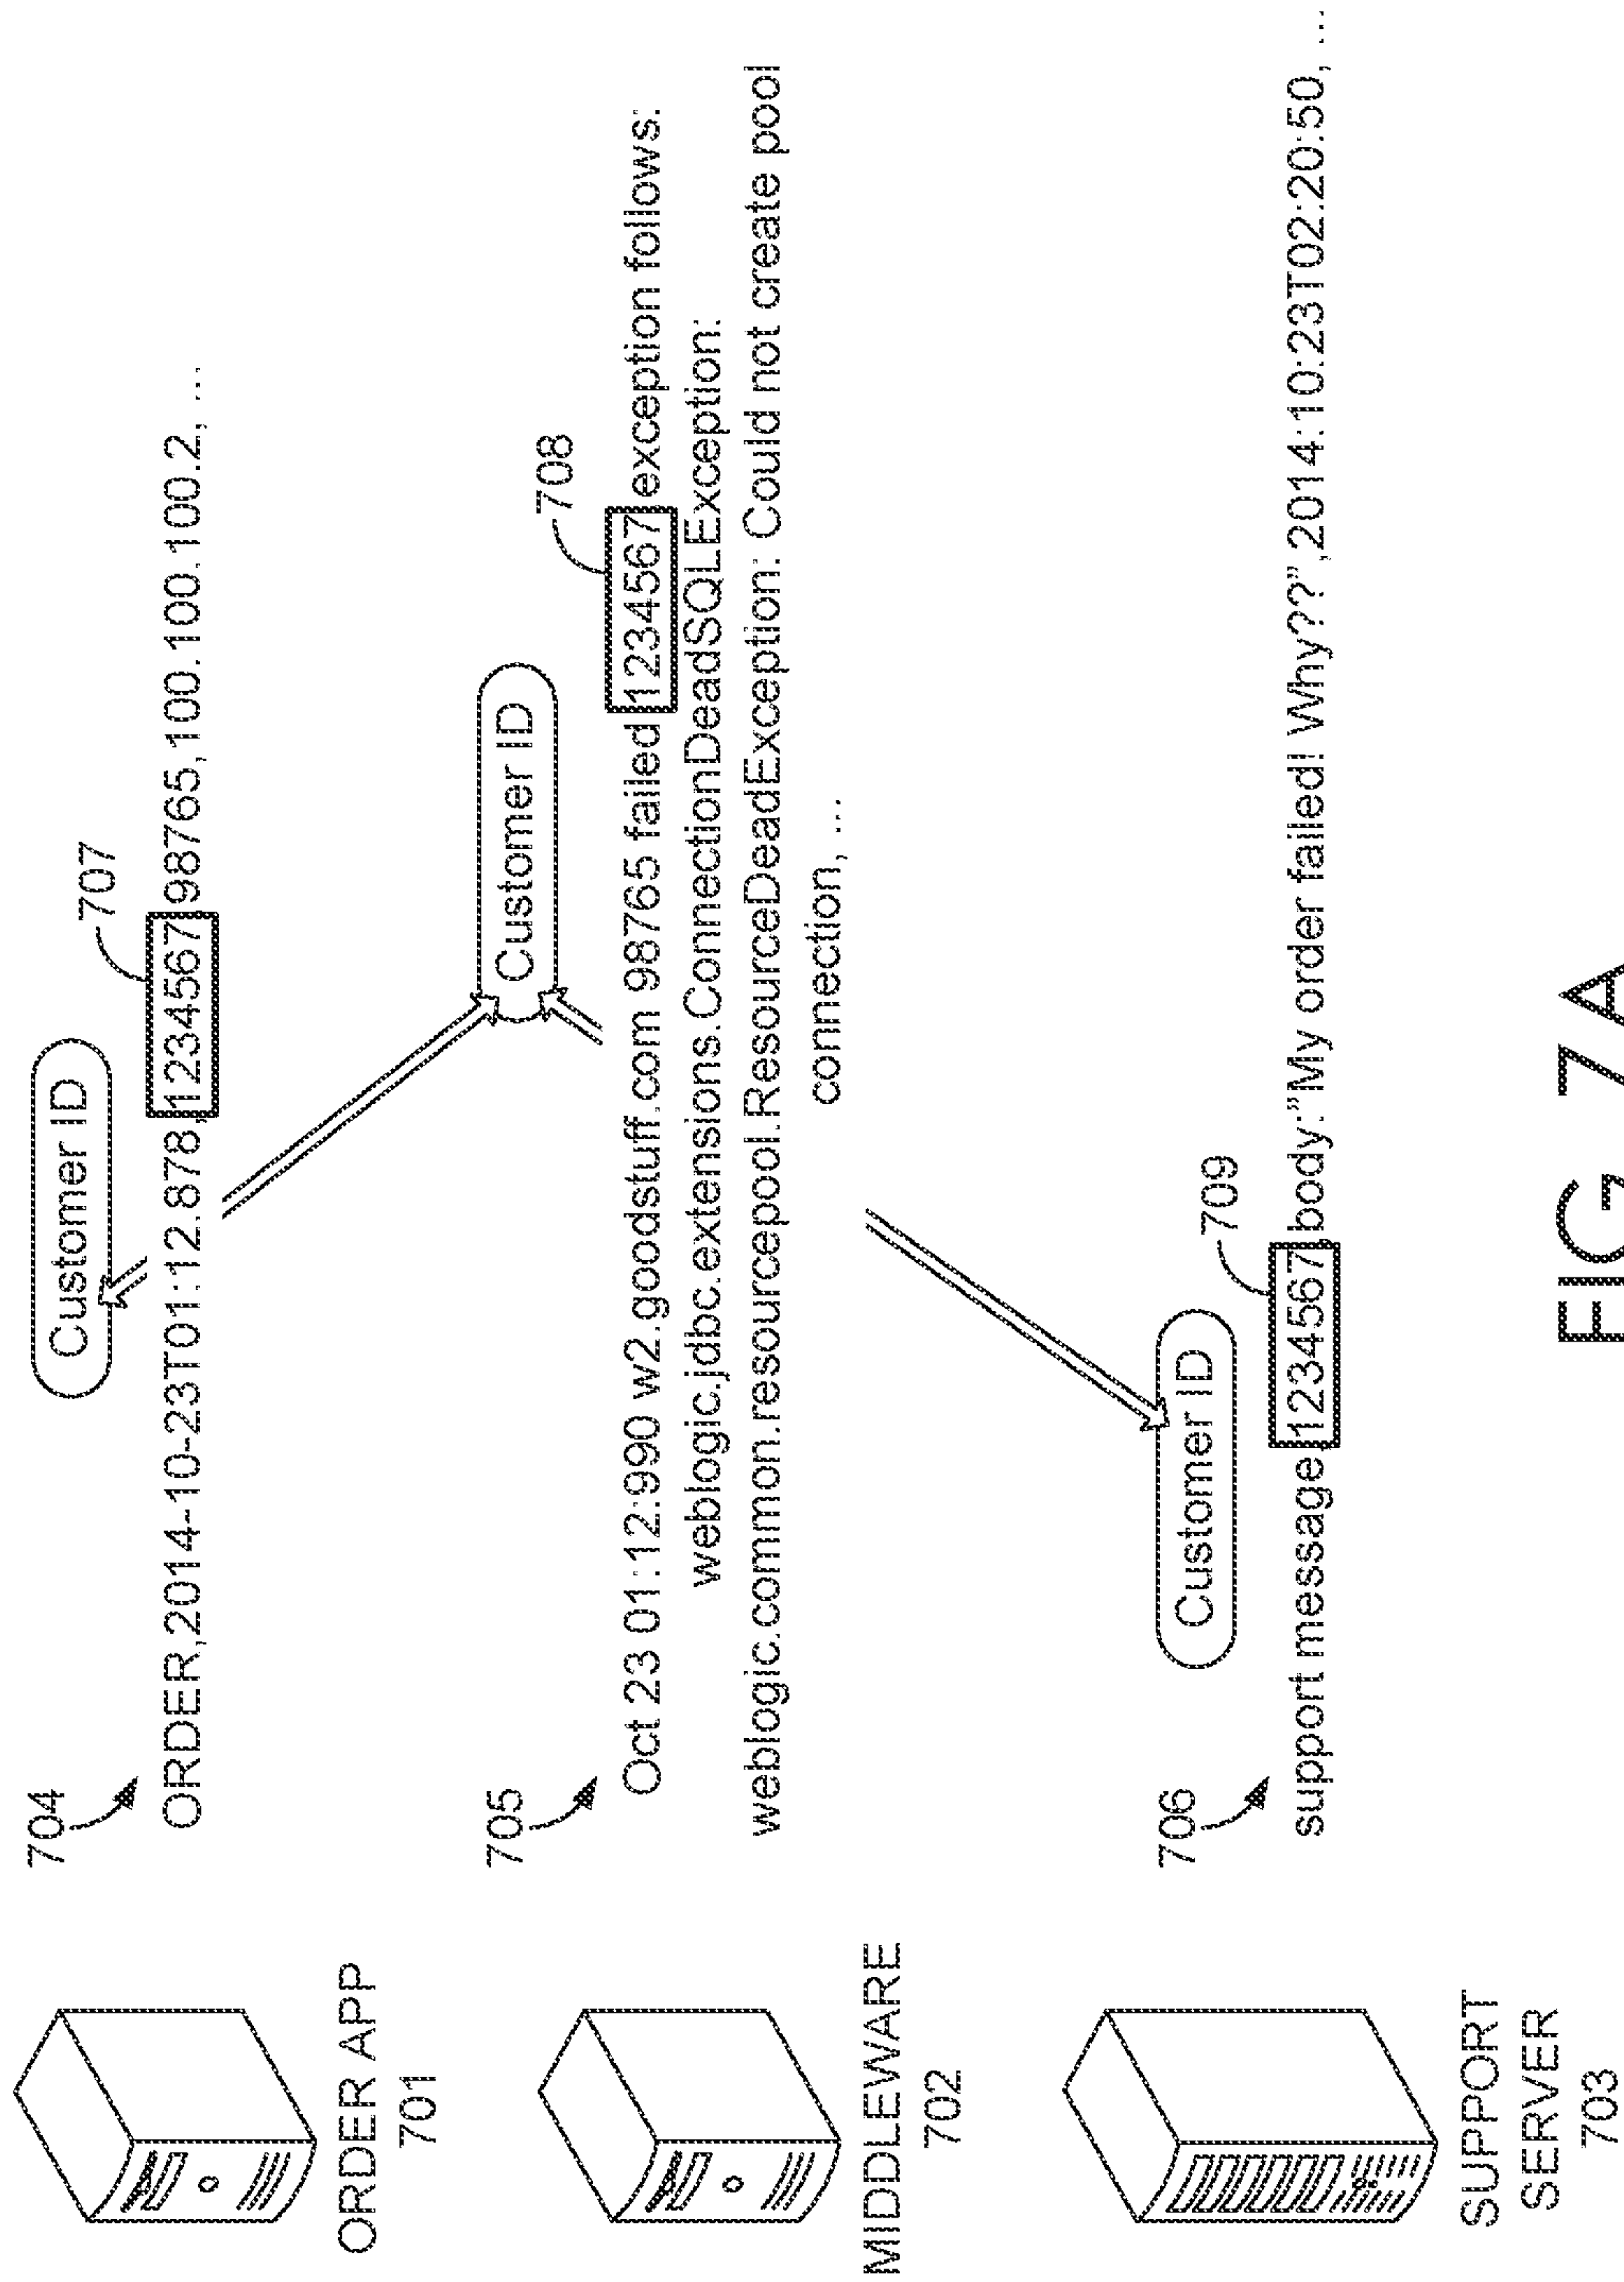 ORDER APP
701
704
Customer ID
707
ORDER,2014-10-23T01:12:12.878,1234567,98765,100.100.100.2, ...
MIDDLEWARE
702
705
Customer ID
708
Oct 23 01:12:12:990 w2.goodstuff.com 98765 failed 1234567 exception follows:
weblogic.jdbc.extensions.ConnectionDeadSQLException:
weblogic.common.resourcepool.ResourceDeadException: Could not create pool
connection, ...
SUPPORT
SERVER
703
706
Customer ID
709
support message 1234567 body:"My order failed! Why??",2014:10:23T02:20:50, ...
FIG. 7A